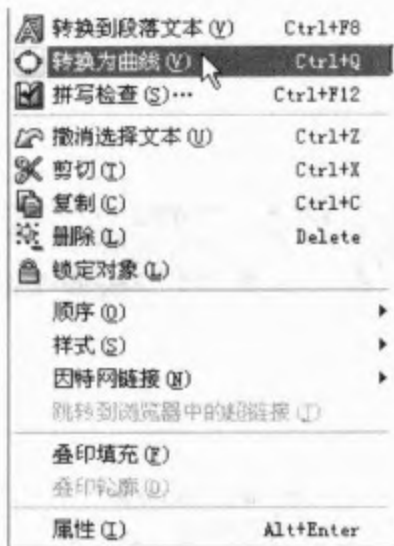 转换到段落文本(V) Ctrl+F8
转换为曲线(V) Ctrl+Q
拼写检查(S)… Ctrl+F12
撤消选择文本(U) Ctrl+Z
剪切(T) Ctrl+X
复制(C) Ctrl+C
删除(L) Delete
锁定对象(L)
顺序(O)
样式(S)
因特网链接(N)
跳转到浏览器中的超链接(J)
叠印填充(F)
叠印轮廓(O)
属性(I) Alt+Enter